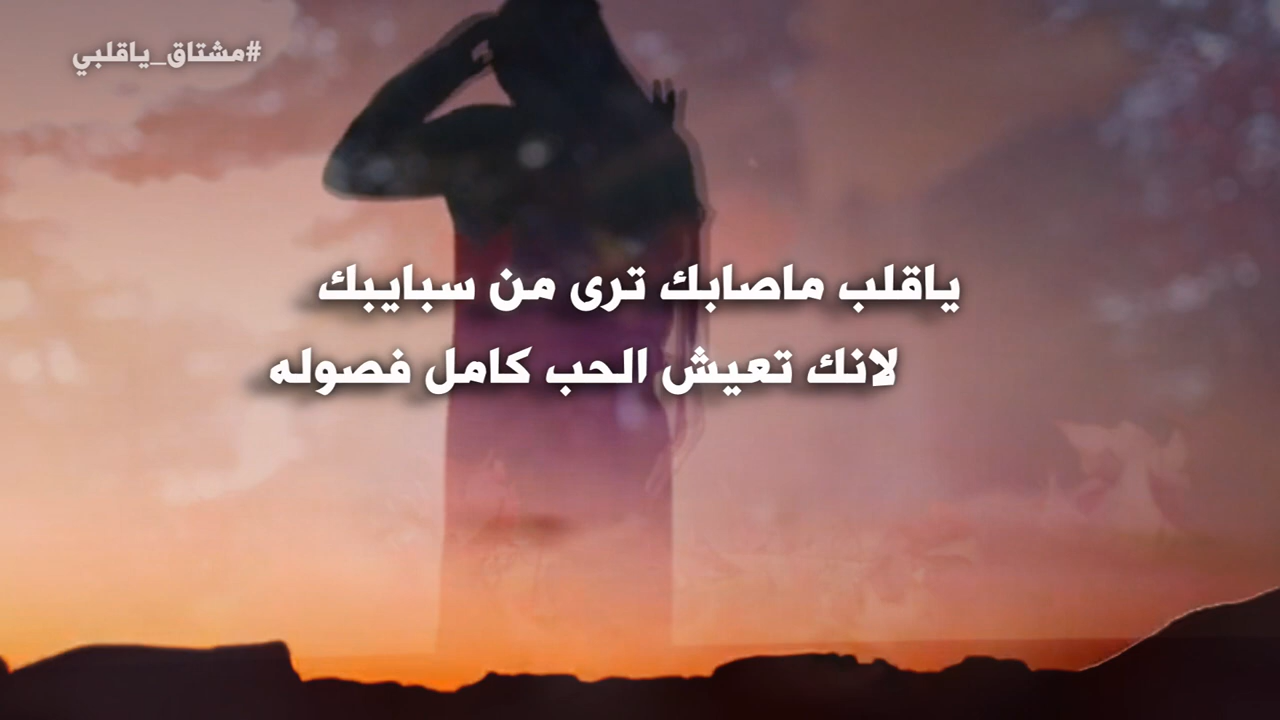 #مشتاق_ياقلبي
ياقلب ماصابك ترى من سبايبك
لانك تعيش الحب كامل فصوله